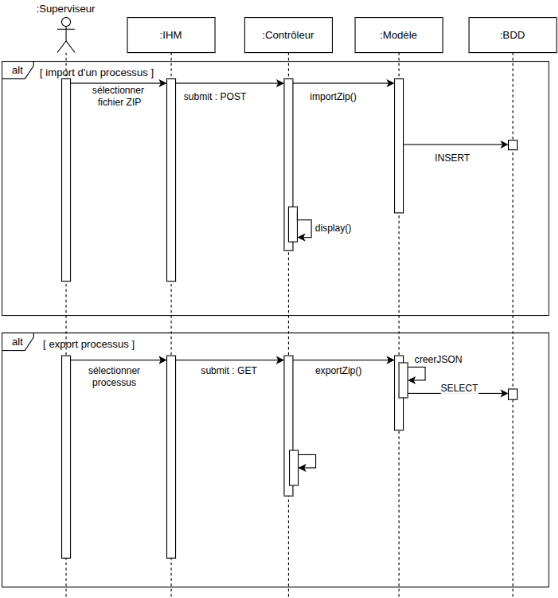 :Superviseur
:IHM
:Contrôleur
:Modèle
:BDD
alt
[ import d'un processus ]
sélectionner
fichier ZIP
submit : POST
importZip()
INSERT
display()
alt
[ export processus ]
sélectionner
processus
submit : GET
exportZip()
creerJSON
SELECT